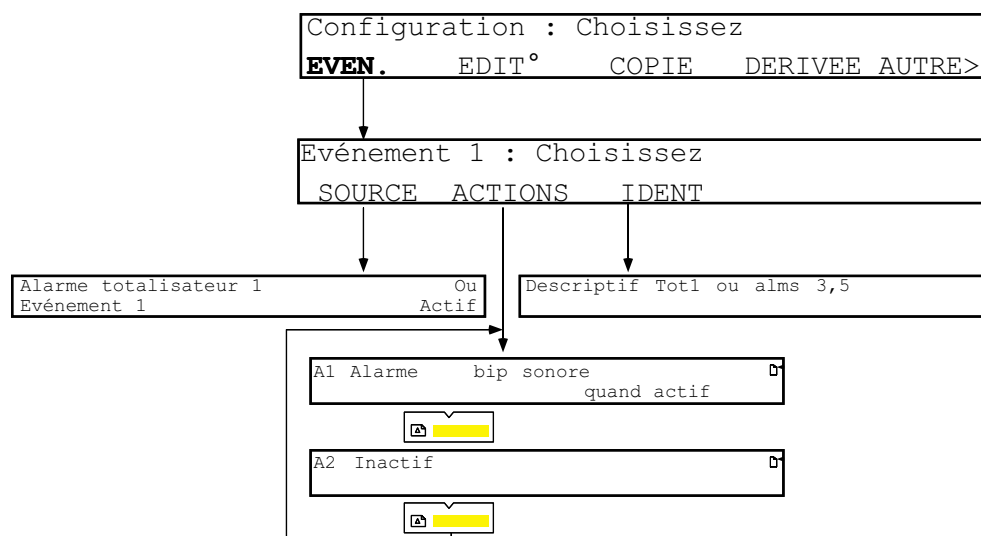 Configuration : Choisissez
EVEN. EDIT° COPIE DERIVEE AUTRE>
Evénement 1 : Choisissez
SOURCE ACTIONS IDENT
Alarme totalisateur 1 Ou
Evénement 1 Actif
Descriptif Tot1 ou alms 3,5
A1 Alarme bip sonore
quand actif
A2 Inactif